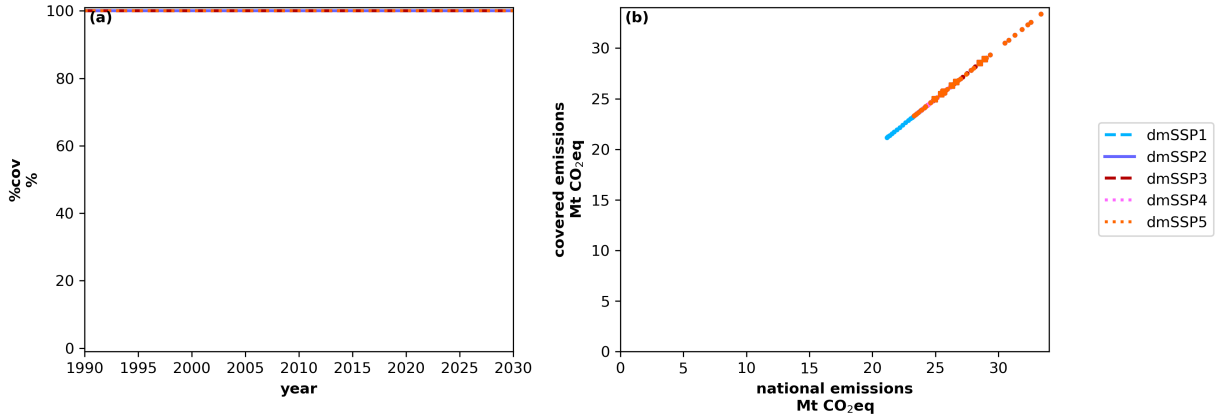 (a)
100
80
60
40
20
0
%cov
%
1990 1995 2000 2005 2010 2015 2020 2025 2030
year
(b)
30
25
20
15
10
5
0
covered emissions
Mt CO₂eq
0 5 10 15 20 25 30
national emissions
Mt CO₂eq
dmSSP1
dmSSP2
dmSSP3
dmSSP4
dmSSP5